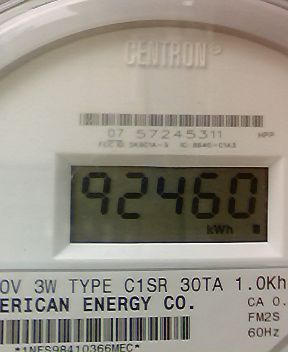 CENTRON®
07 57245311 MPP
92460
kWh
0V 3W TYPE C1SR 30TA 1.0Kh
ERICAN ENERGY CO.
CA 0.
FM2S
60Hz
*1NES98410366MEC*